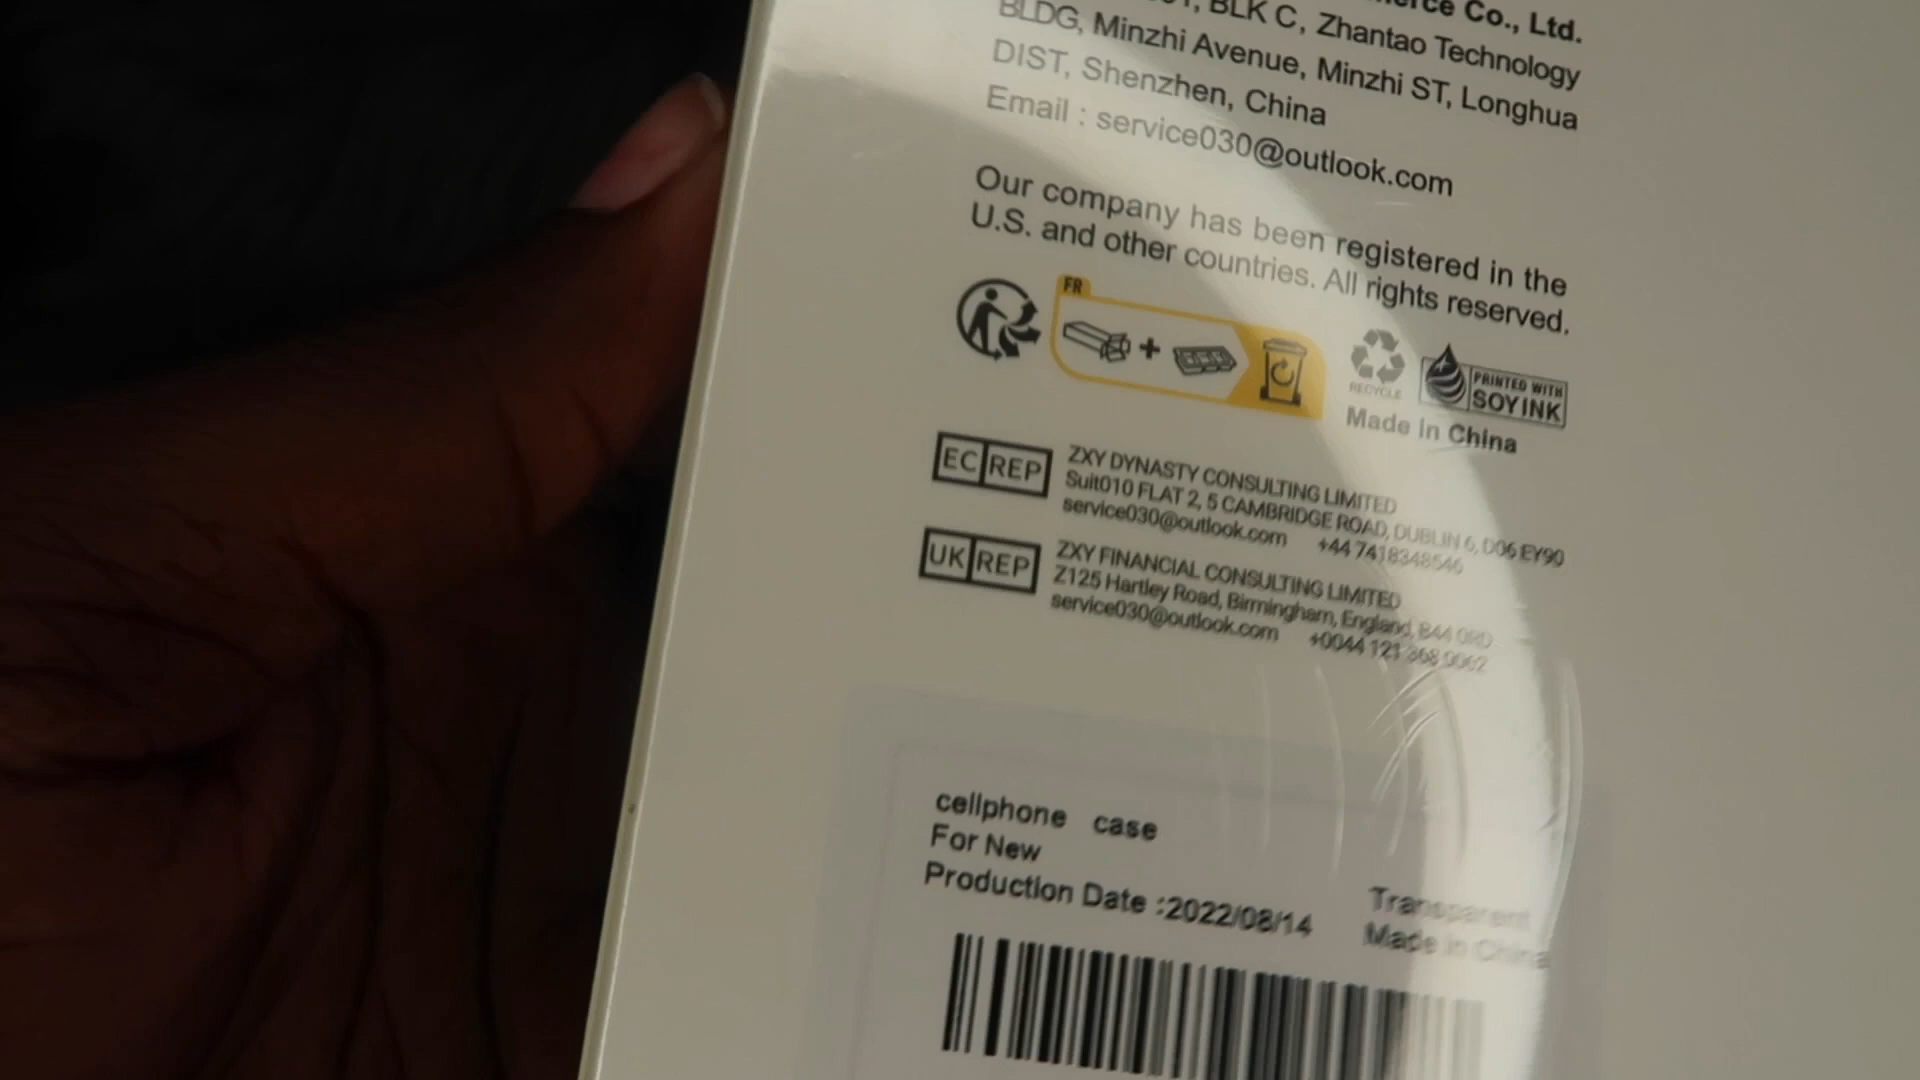 Co., Ltd.
BLK C, Zhantao Technology
BLDG, Minzhi Avenue, Minzhi ST, Longhua
DIST, Shenzhen, China
Email : service030@outlook.com
Our company has been registered in the
U.S. and other countries. All rights reserved.
FR
RECYCLE
PRINTED WITH
SOY INK
Made in China
EC REP
ZXY DYNASTY CONSULTING LIMITED
Suit010 FLAT 2, 5 CAMBRIDGE ROAD, DUBLIN 6, D06 EY90
service030@outlook.com +44 7418348546
UK REP
ZXY FINANCIAL CONSULTING LIMITED
Z125 Hartley Road, Birmingham, England, B44 0RD
service030@outlook.com +0044 121
cellphone case
For New
Production Date :2022/08/14
Transparent
Made in China